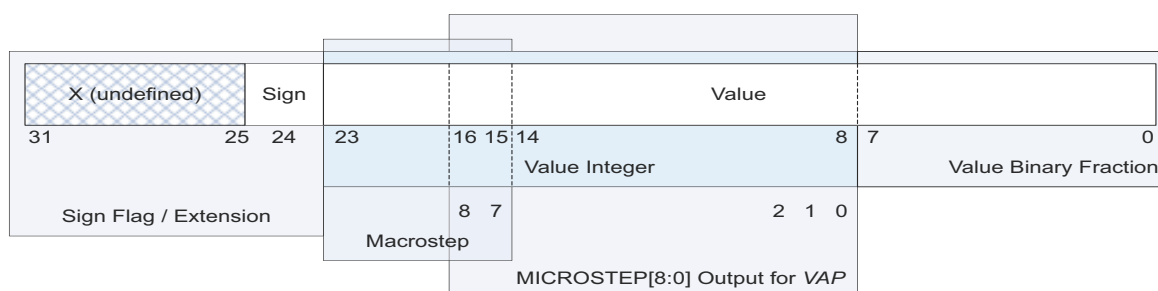 X (undefined) Sign Value
31 25 24 23 16 15 14 8 7 0
Value Integer Value Binary Fraction
Sign Flag / Extension 8 7 2 1 0
Macrostep
MICROSTEP[8:0] Output for VAP